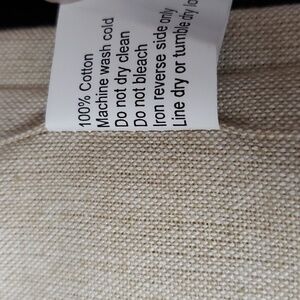 100% Cotton
Machine wash cold
Do not dry clean
Do not bleach
Iron reverse side only
Line dry or tumble dry lo